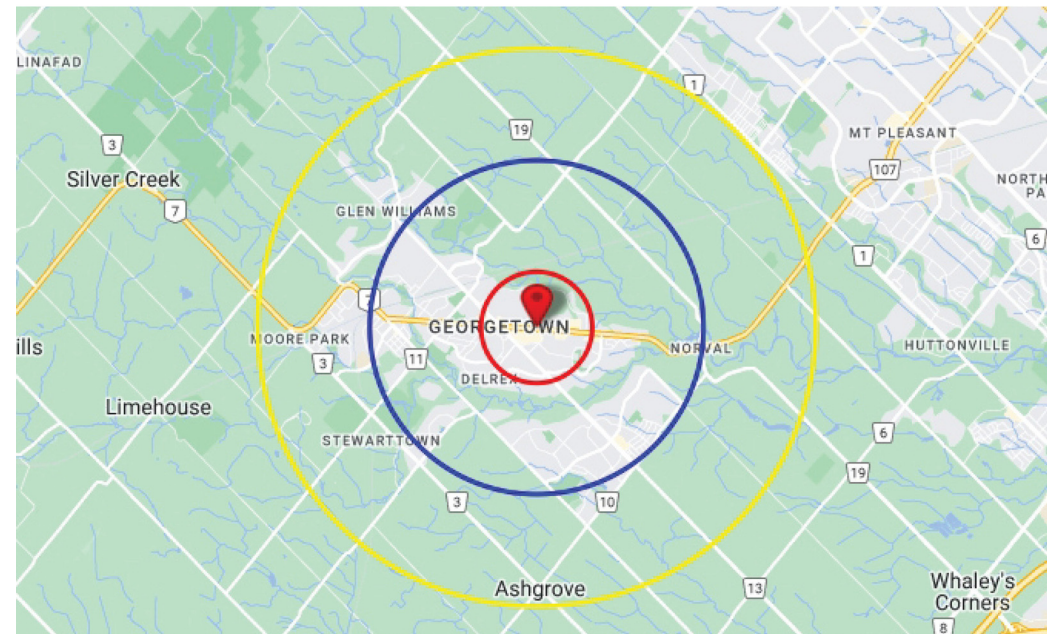 LINAFAD
1
19
3
MT PLEASANT
107
Silver Creek
NORTH
PA
7
GLEN WILLIAMS
6
1
7
GEORGETOWN
MOORE PARK
NORVAL
HUTTONVILLE
ills
3
11
DELREX
Limehouse
STEWARTTOWN
6
19
3
10
Ashgrove
13
Whaley's
Corners
8